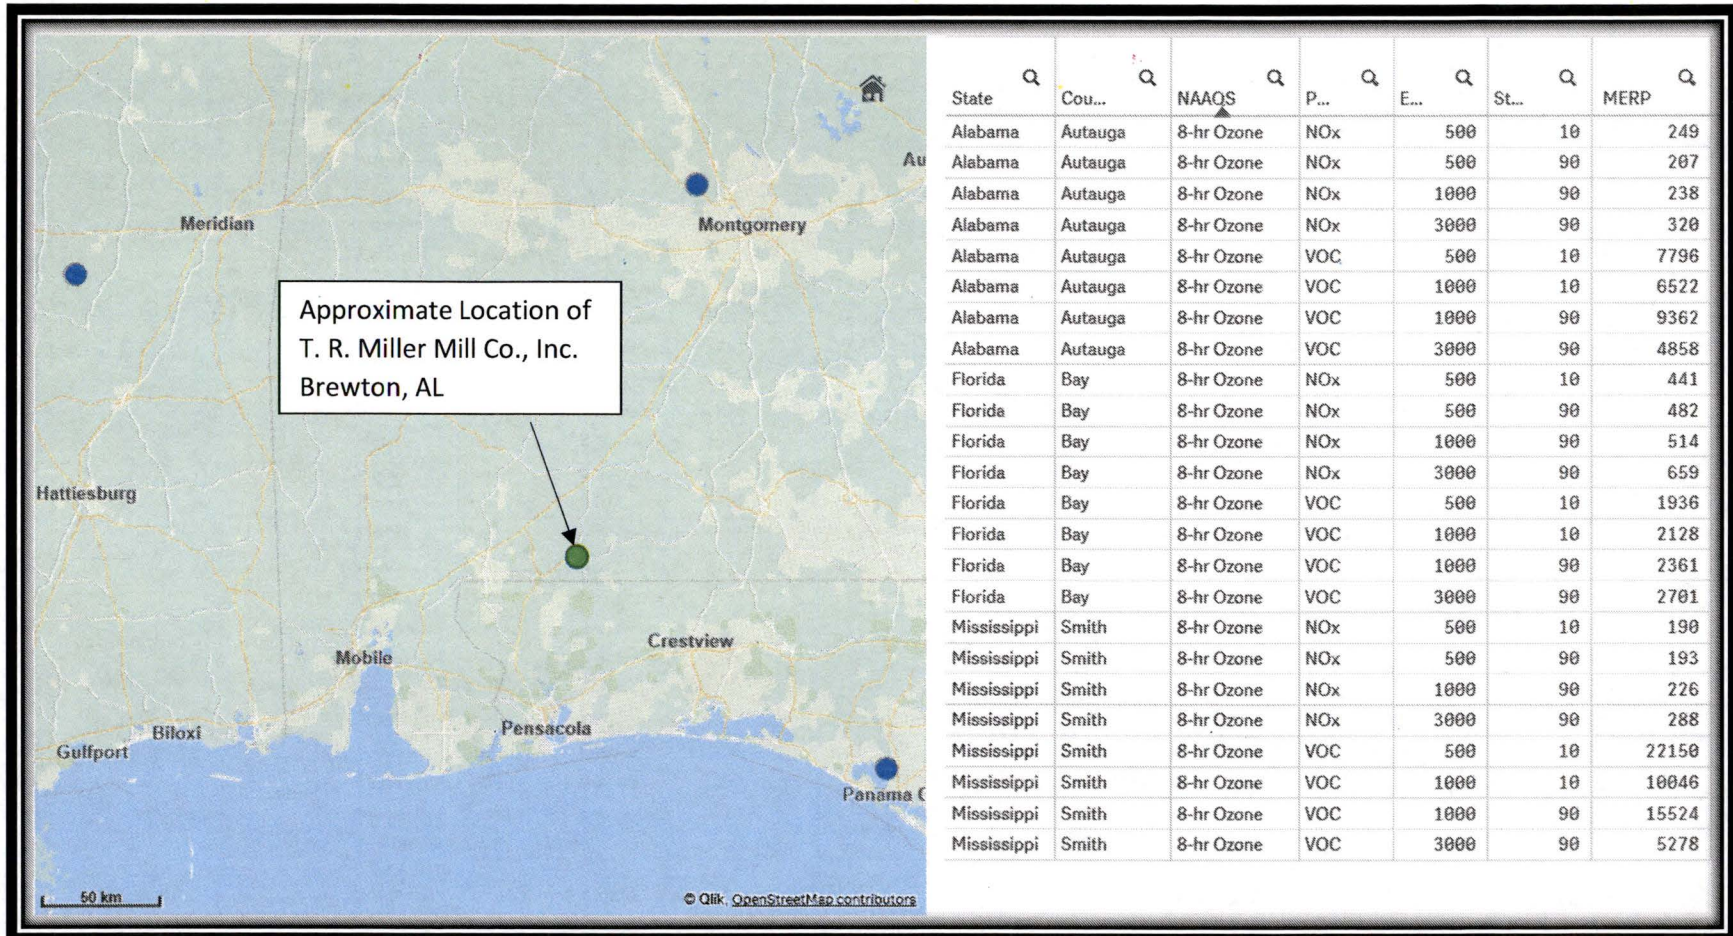 Au
Meridian
Montgomery
Approximate Location of
T. R. Miller Mill Co., Inc.
Brewton, AL
Hattiesburg
Crestview
Mobile
Pensacola
Biloxi
Gulfport
Panama C
50 km
© Qlik, OpenStreetMap contributors
State Cou... NAAQS P... E... St... MERP
Alabama Autauga 8-hr Ozone NOx 500 10 249
Alabama Autauga 8-hr Ozone NOx 500 90 207
Alabama Autauga 8-hr Ozone NOx 1000 90 238
Alabama Autauga 8-hr Ozone NOx 3000 90 320
Alabama Autauga 8-hr Ozone VOC 500 10 7796
Alabama Autauga 8-hr Ozone VOC 1000 10 6522
Alabama Autauga 8-hr Ozone VOC 1000 90 9362
Alabama Autauga 8-hr Ozone VOC 3000 90 4858
Florida Bay 8-hr Ozone NOx 500 10 441
Florida Bay 8-hr Ozone NOx 500 90 482
Florida Bay 8-hr Ozone NOx 1000 90 514
Florida Bay 8-hr Ozone NOx 3000 90 659
Florida Bay 8-hr Ozone VOC 500 10 1936
Florida Bay 8-hr Ozone VOC 1000 10 2128
Florida Bay 8-hr Ozone VOC 1000 90 2361
Florida Bay 8-hr Ozone VOC 3000 90 2701
Mississippi Smith 8-hr Ozone NOx 500 10 190
Mississippi Smith 8-hr Ozone NOx 500 90 193
Mississippi Smith 8-hr Ozone NOx 1000 90 226
Mississippi Smith 8-hr Ozone NOx 3000 90 288
Mississippi Smith 8-hr Ozone VOC 500 10 22150
Mississippi Smith 8-hr Ozone VOC 1000 10 10046
Mississippi Smith 8-hr Ozone VOC 1000 90 15524
Mississippi Smith 8-hr Ozone VOC 3000 90 5278